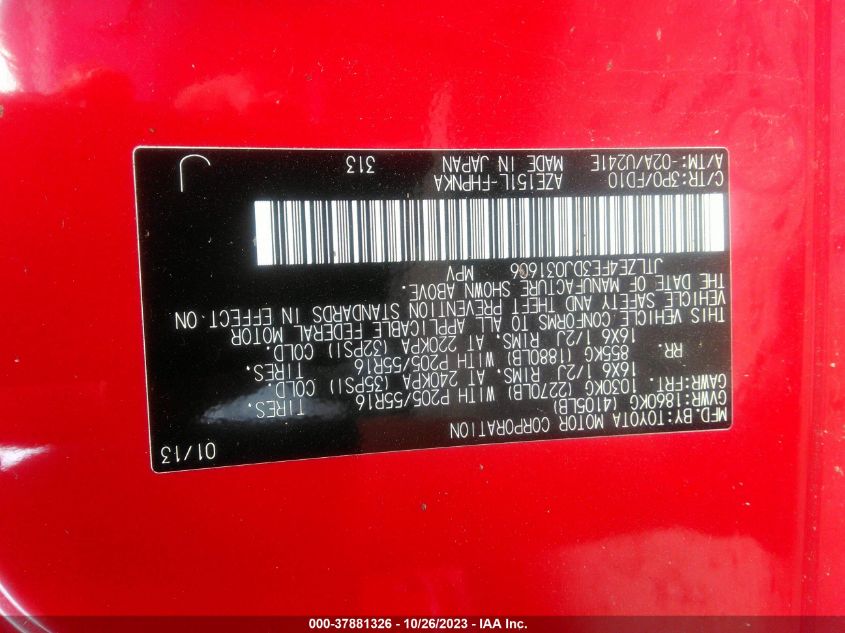 MFD.BY:TOYOTA MOTOR CORPORATION 01/13
GVWR:1860KG (4105LB)
GAWR:FRT. 1030KG (2270LB) WITH P205/55R16 TIRES.
16X6 1/2J RIMS. AT 240KPA (35PSI) COLD.
RR. 855KG (1880LB) WITH P205/55R16 TIRES.
16X6 1/2J RIMS. AT 220KPA (32PSI) COLD.
THIS VEHICLE CONFORMS TO ALL APPLICABLE FEDERAL MOTOR
VEHICLE SAFETY AND THEFT PREVENTION STANDARDS IN EFFECT ON
THE DATE OF MANUFACTURE SHOWN ABOVE.
JTLZE4FE3DJ031606 MPV
C/TR:3P0/FD10 AZE151L-FHPNKA
A/TM:-02A/U241E MADE IN JAPAN 313
J
000-37881326 - 10/26/2023 - IAA Inc.